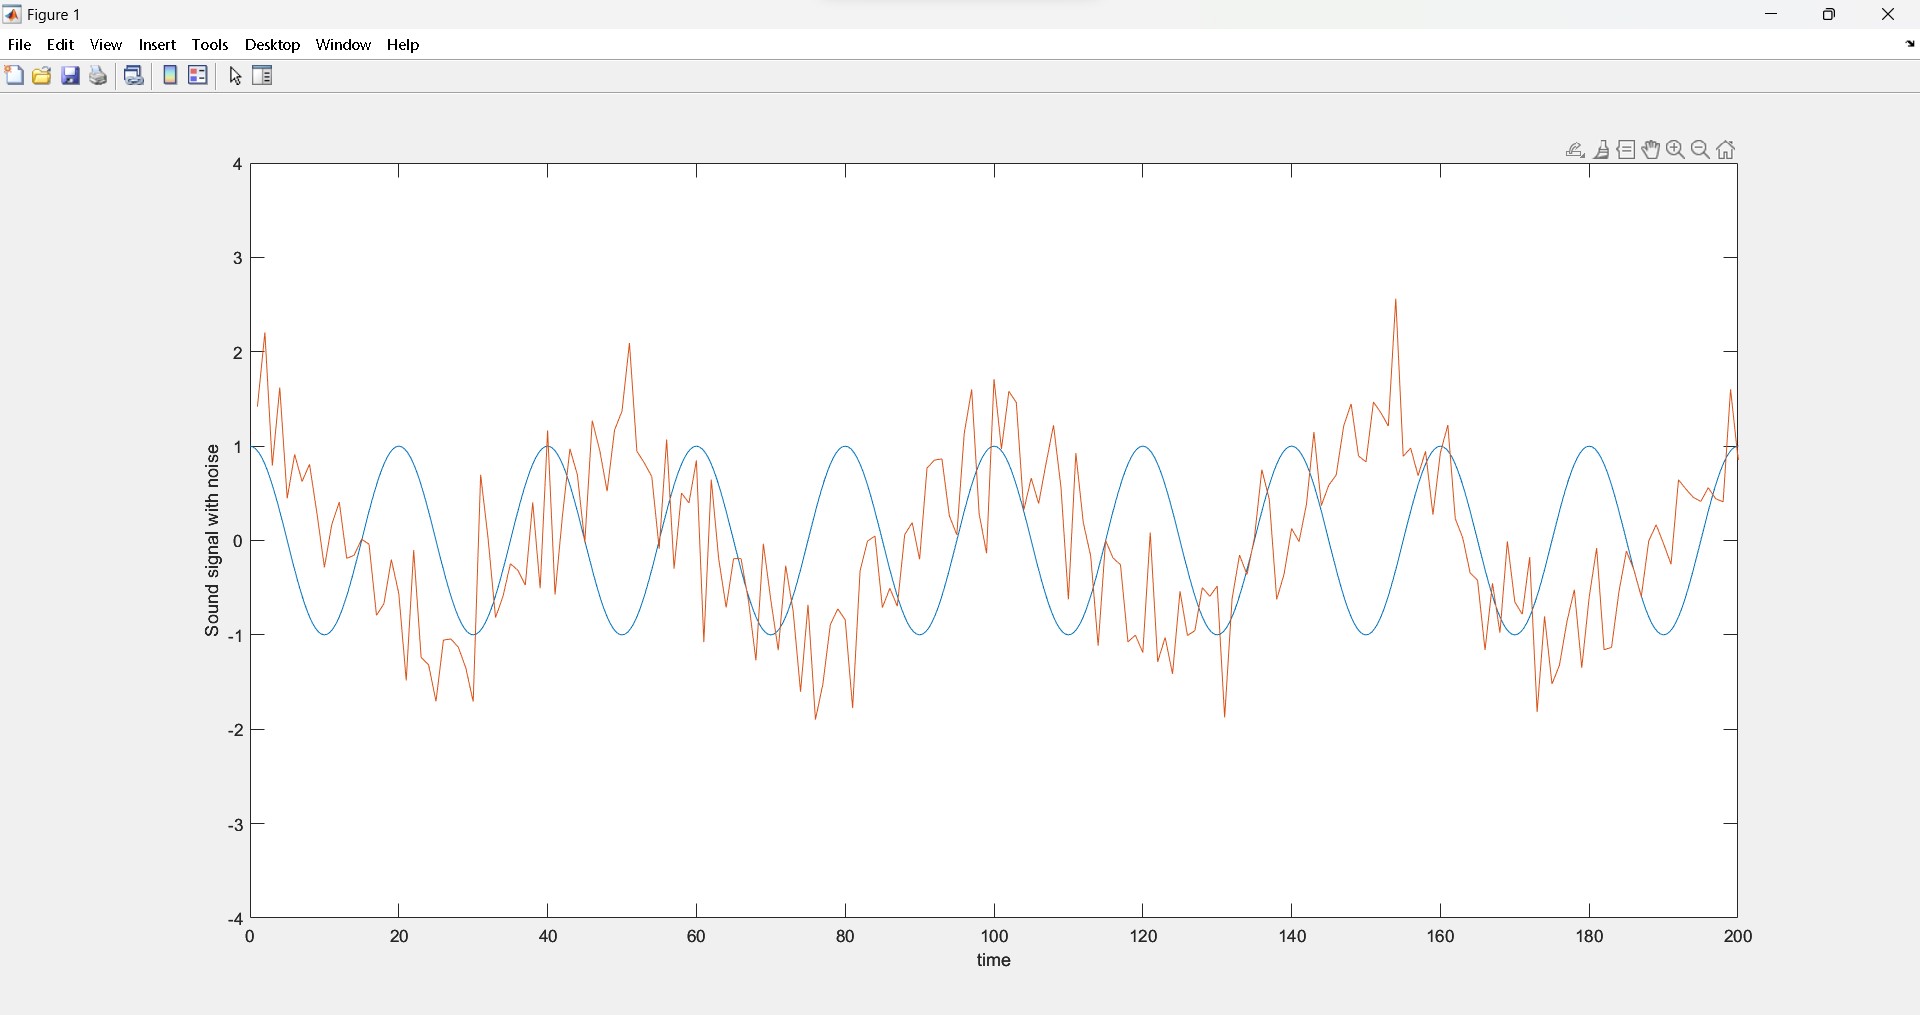 Figure 1
File Edit View Insert Tools Desktop Window Help
4
3
2
1
0
-1
-2
-3
-4
Sound signal with noise
0 20 40 60 80 100 120 140 160 180 200
time